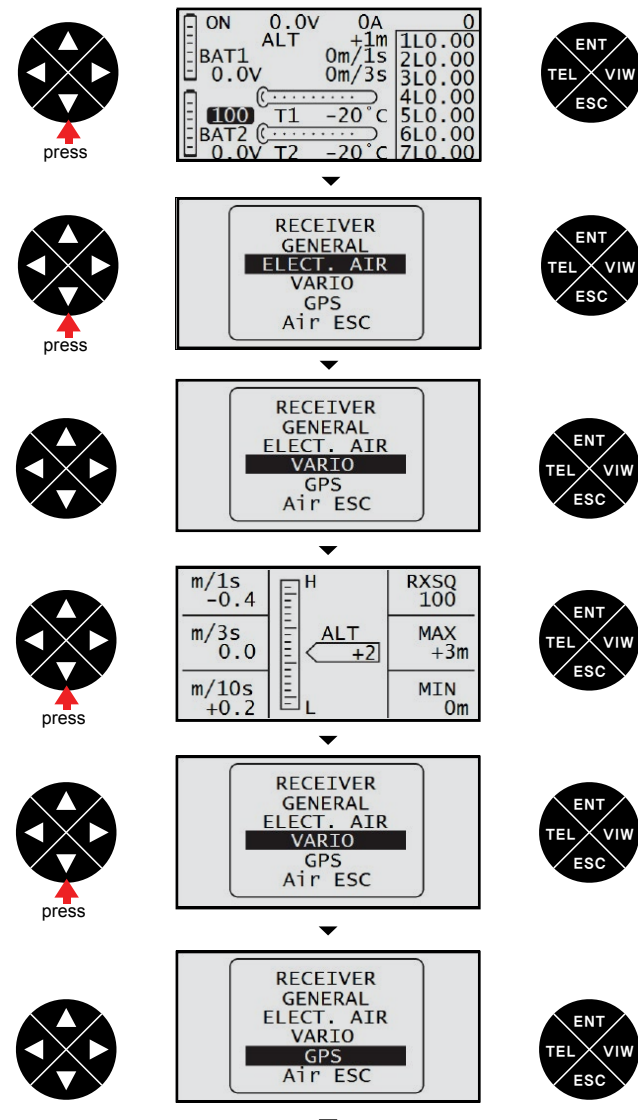 ON 0.0V 0A 0
ALT +1m 1L0.00
BAT1 0m/1s 2L0.00
0.0V 0m/3s 3L0.00
4L0.00
100 T1 -20°C 5L0.00
BAT2 6L0.00
0.0V T2 -20°C 7L0.00
ENT
TEL VIW
ESC
press
RECEIVER
GENERAL
ELECT. AIR
VARIO
GPS
Air ESC
ENT
TEL VIW
ESC
press
RECEIVER
GENERAL
ELECT. AIR
VARIO
GPS
Air ESC
ENT
TEL VIW
ESC
m/1s H RXSQ
-0.4 100
m/3s ALT MAX
0.0 +2 +3m
m/10s MIN
+0.2 L 0m
ENT
TEL VIW
ESC
press
RECEIVER
GENERAL
ELECT. AIR
VARIO
GPS
Air ESC
ENT
TEL VIW
ESC
press
RECEIVER
GENERAL
ELECT. AIR
VARIO
GPS
Air ESC
ENT
TEL VIW
ESC